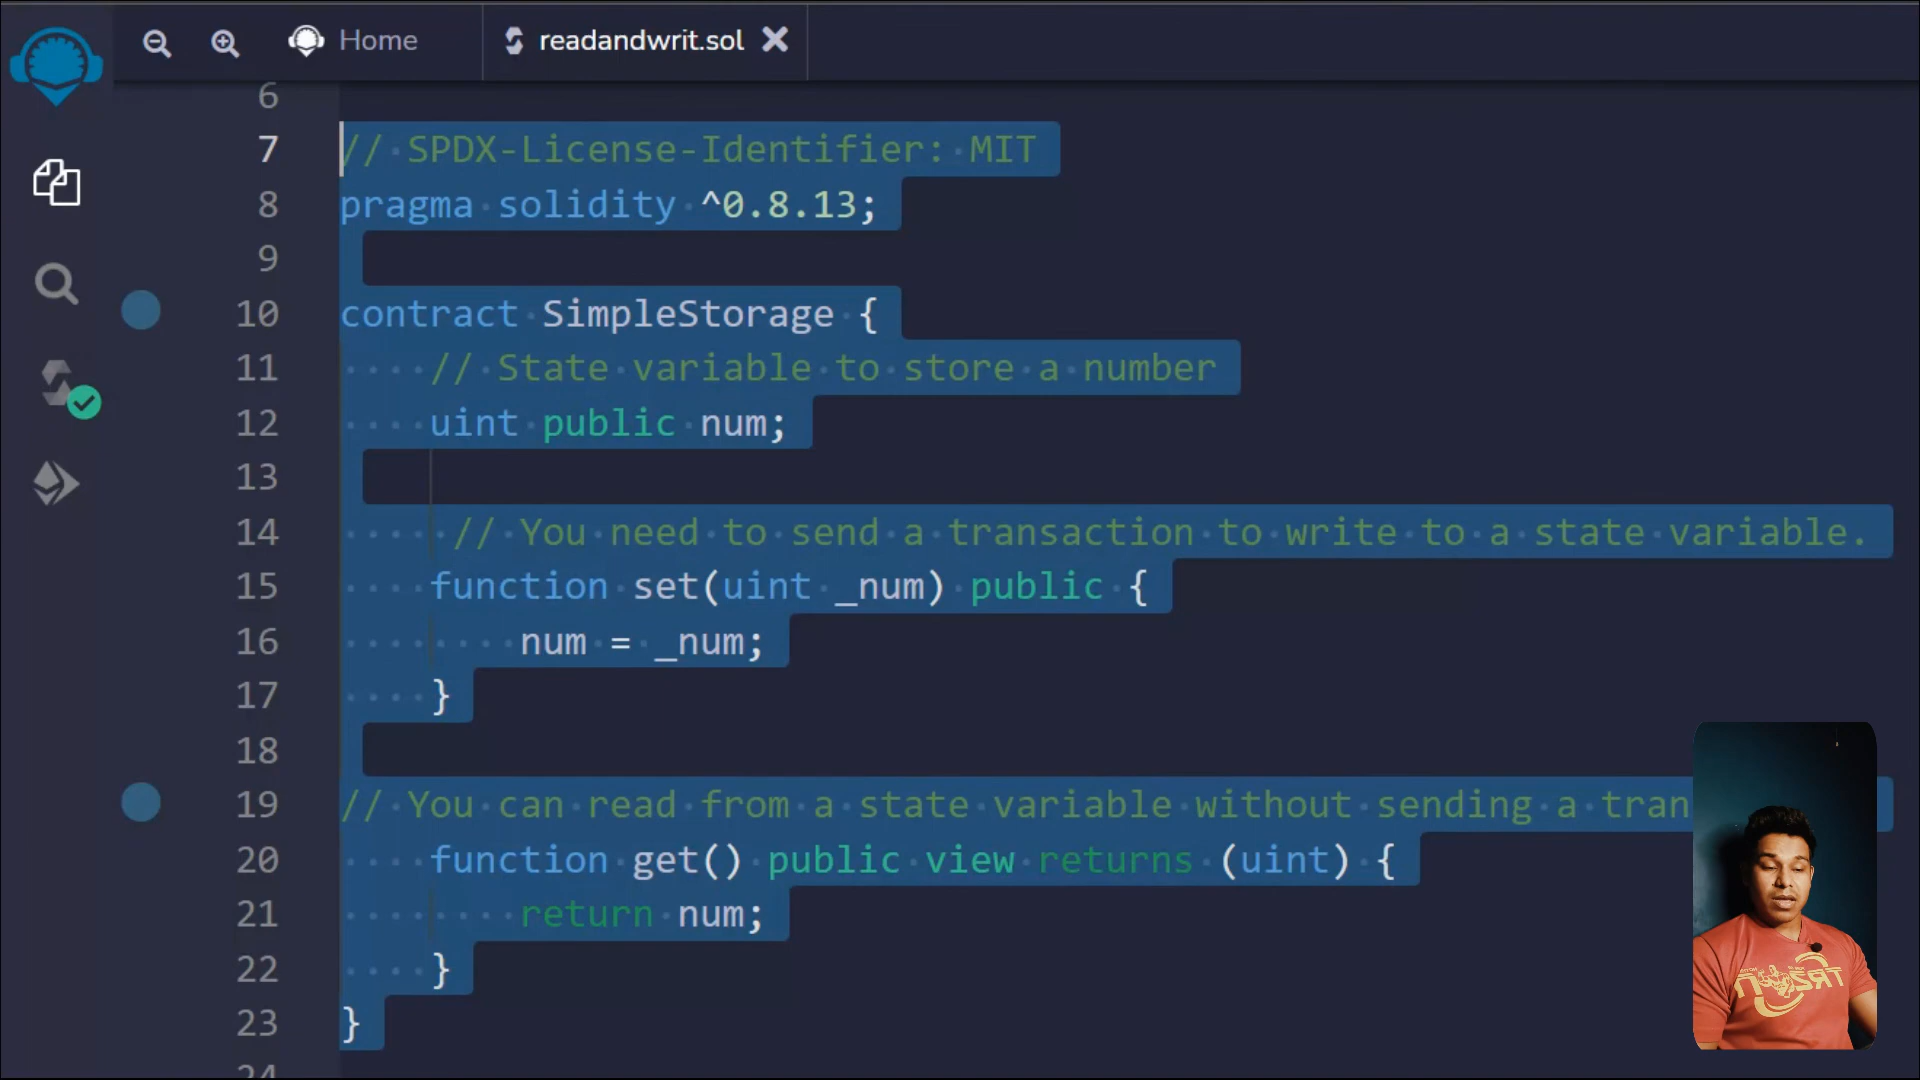 Home
readandwrit.sol
6
7 // SPDX-License-Identifier: MIT
8 pragma solidity ^0.8.13;
9
10 contract SimpleStorage {
11 // State variable to store a number
12 uint public num;
13
14 // You need to send a transaction to write to a state variable.
15 function set(uint _num) public {
16 num = _num;
17 }
18
19 // You can read from a state variable without sending a tran
20 function get() public view returns (uint) {
21 return num;
22 }
23 }
24